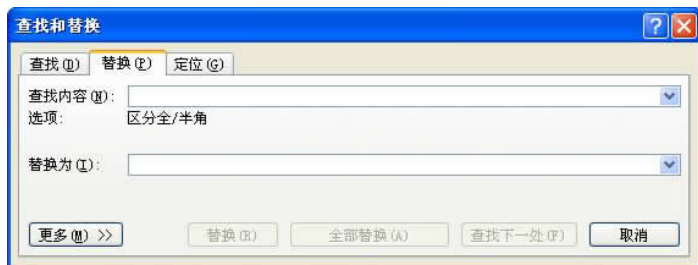 查找和替换
查找(D) 替换(P) 定位(G)
查找内容(N):
选项: 区分全/半角
替换为(I):
更多(M) >> 替换(R) 全部替换(A) 查找下一处(F) 取消